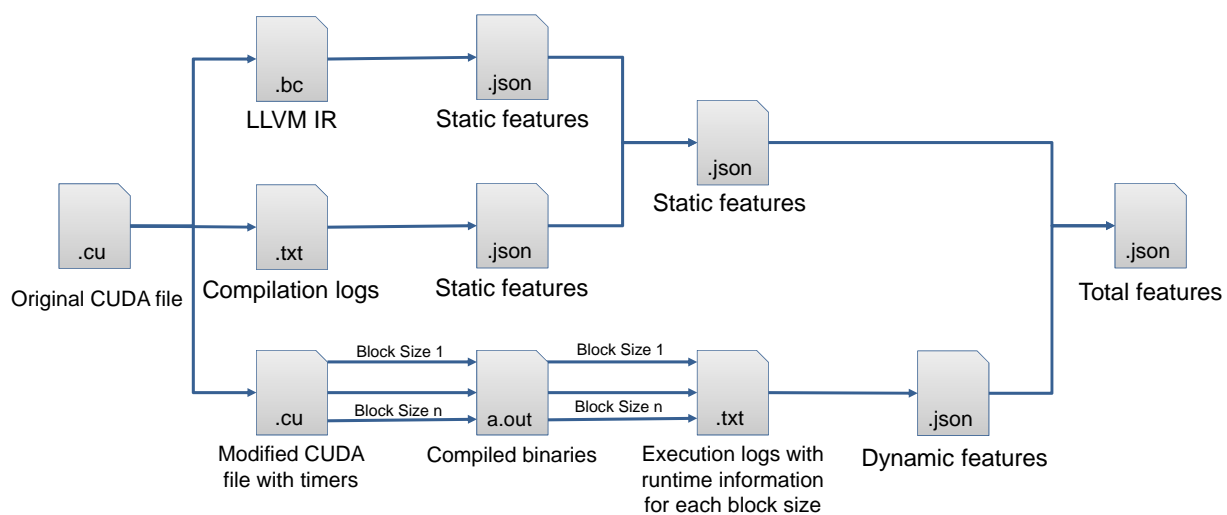 .bc
LLVM IR
.json
Static features
.json
Static features
.cu
Original CUDA file
.txt
Compilation logs
.json
Static features
.json
Total features
Block Size 1
Block Size 1
.cu
Block Size n
a.out
Block Size n
.txt
.json
Modified CUDA
file with timers
Compiled binaries
Execution logs with
runtime information
for each block size
Dynamic features